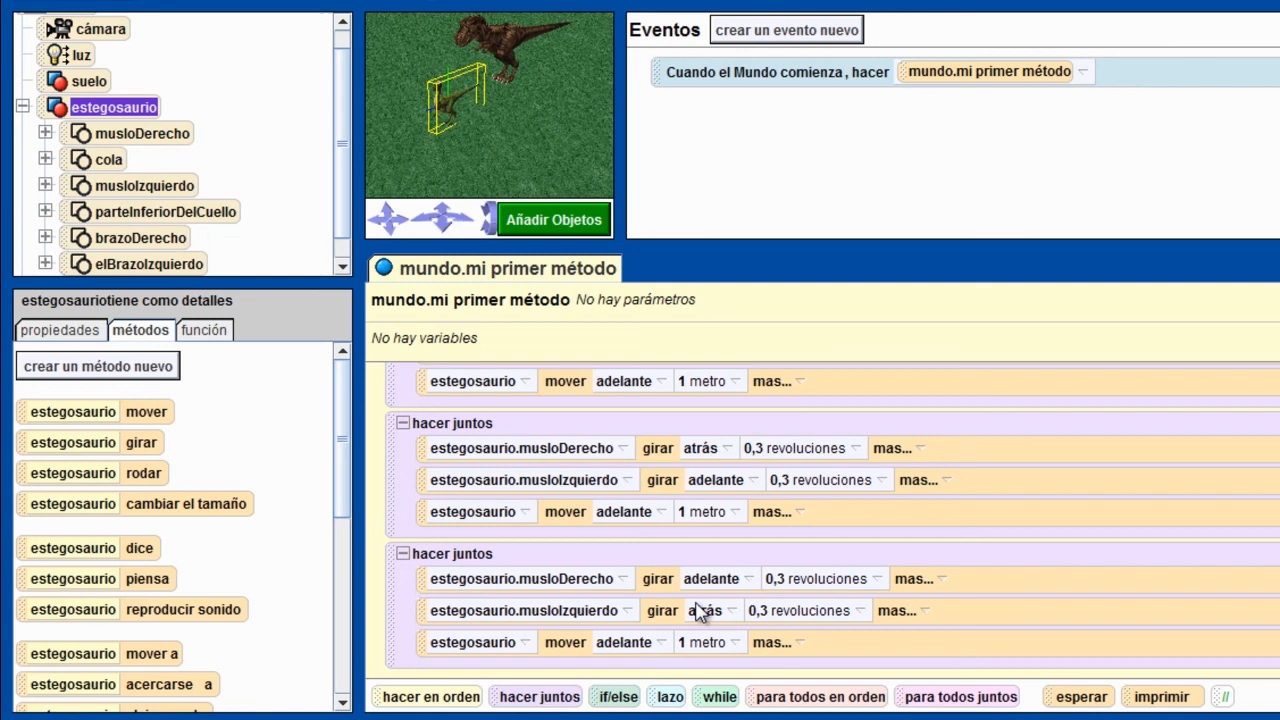 cámara
luz
suelo
estegosaurio
musloDerecho
cola
musloIzquierdo
parteInferiorDelCuello
brazoDerecho
elBrazoIzquierdo
Añadir Objetos
Eventos crear un evento nuevo
Cuando el Mundo comienza, hacer mundo.mi primer método
estegosauriotiene como detalles
propiedades métodos función
crear un método nuevo
estegosaurio mover
estegosaurio girar
estegosaurio rodar
estegosaurio cambiar el tamaño
estegosaurio dice
estegosaurio piensa
estegosaurio reproducir sonido
estegosaurio mover a
estegosaurio acercarse a
mundo.mi primer método
mundo.mi primer método No hay parámetros
No hay variables
estegosaurio mover adelante 1 metro mas...
hacer juntos
estegosaurio.musloDerecho girar atrás 0,3 revoluciones mas...
estegosaurio.musloIzquierdo girar adelante 0,3 revoluciones mas...
estegosaurio mover adelante 1 metro mas...
hacer juntos
estegosaurio.musloDerecho girar adelante 0,3 revoluciones mas...
estegosaurio.musloIzquierdo girar atrás 0,3 revoluciones mas...
estegosaurio mover adelante 1 metro mas...
hacer en orden hacer juntos if/else lazo while para todos en orden para todos juntos esperar imprimir //